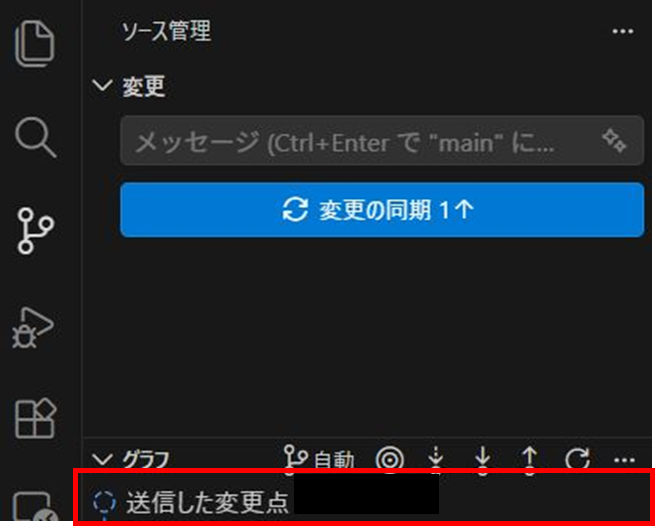 ソース管理
変更
メッセージ (Ctrl+Enter で "main" に...
変更の同期 1↑
グラフ 自動
送信した変更点